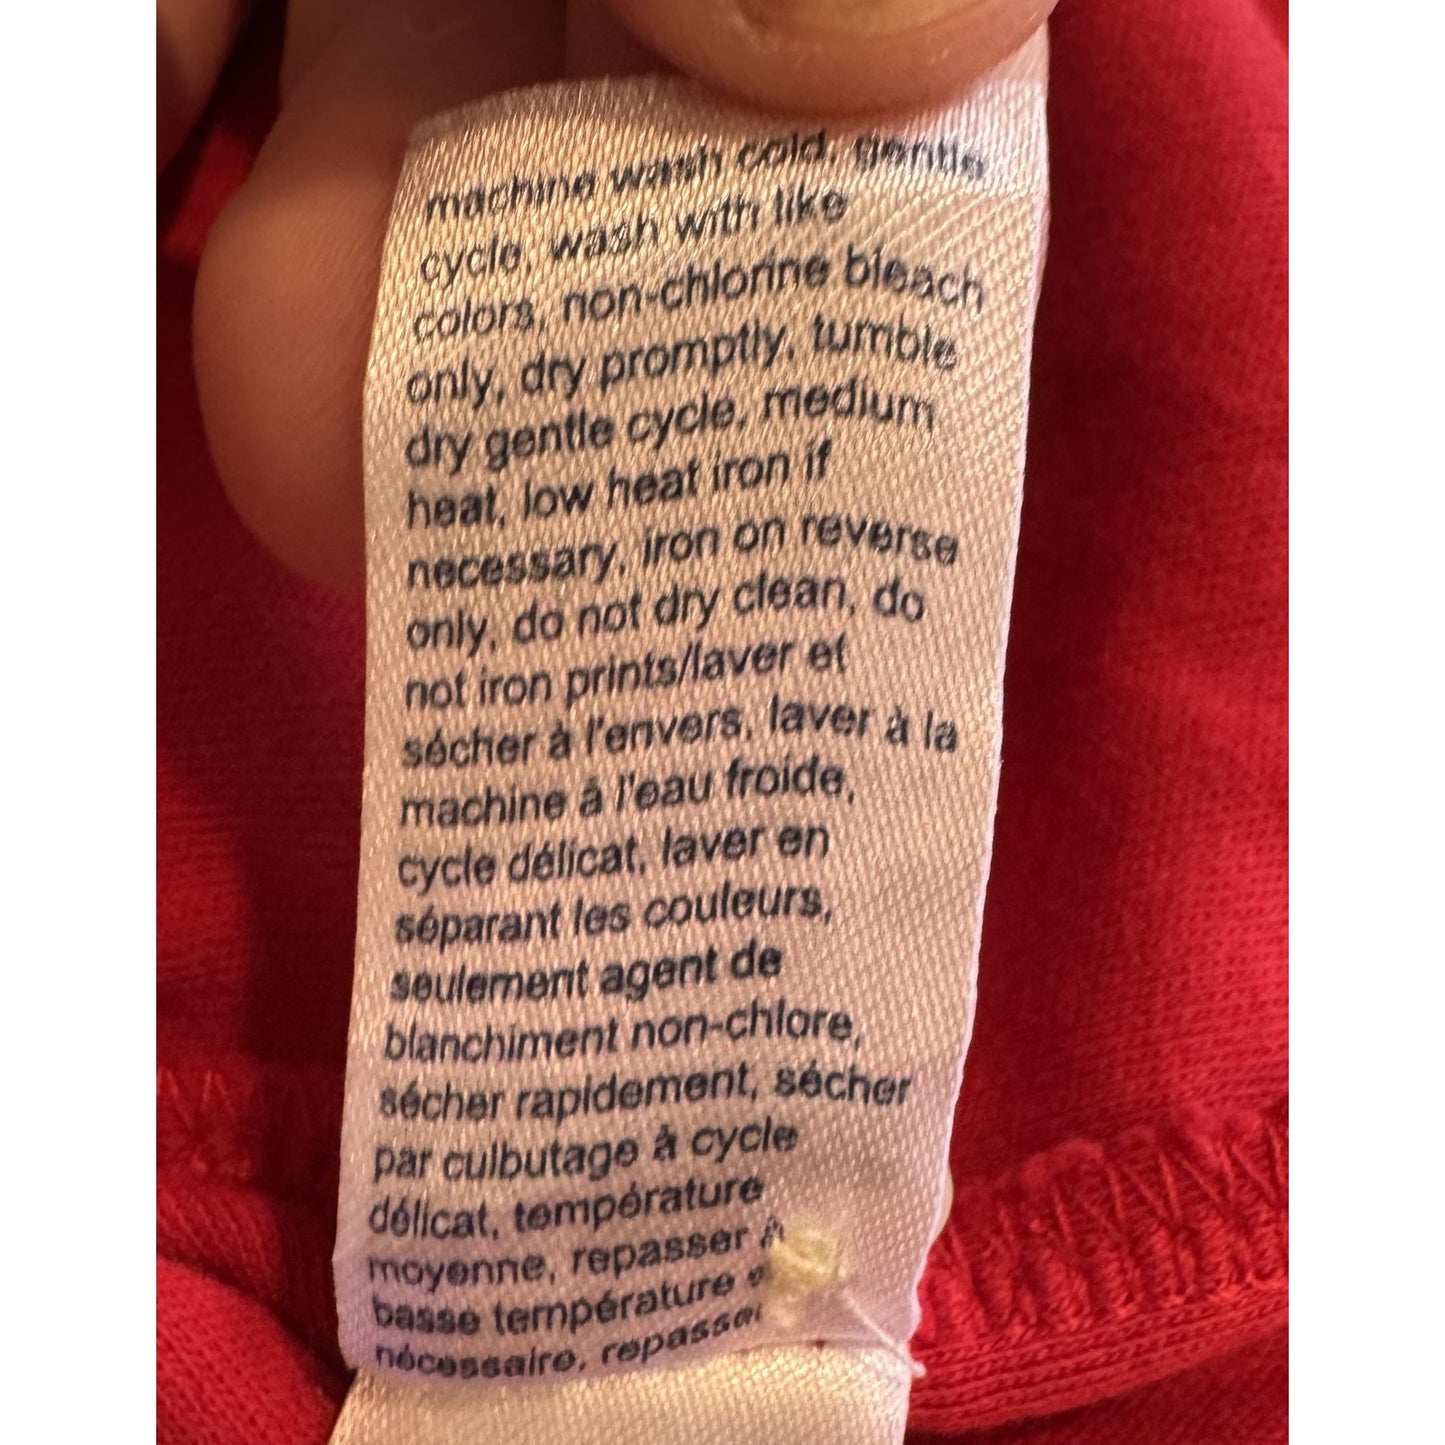 machine wash cold, gentle
cycle, wash with like
colors, non-chlorine bleach
only, dry promptly, tumble
dry gentle cycle, medium
heat, low heat iron if
necessary, iron on reverse
only, do not dry clean, do
not iron prints/laver et
sécher à l'envers, laver à la
machine à l'eau froide,
cycle délicat, laver en
séparant les couleurs,
seulement agent de
blanchiment non-chlore,
sécher rapidement, sécher
par culbutage à cycle
délicat, température
moyenne, repasser à
basse température
nécessaire, repasser